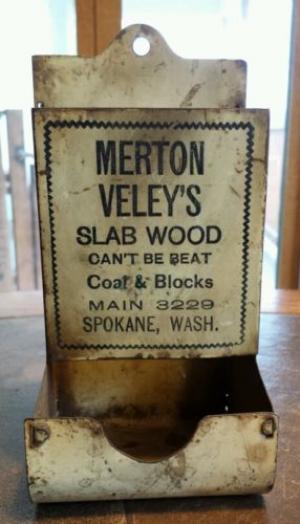 MERTON
VELEY'S
SLAB WOOD
CAN'T BE BEAT
Coal & Blocks
MAIN 3229
SPOKANE, WASH.